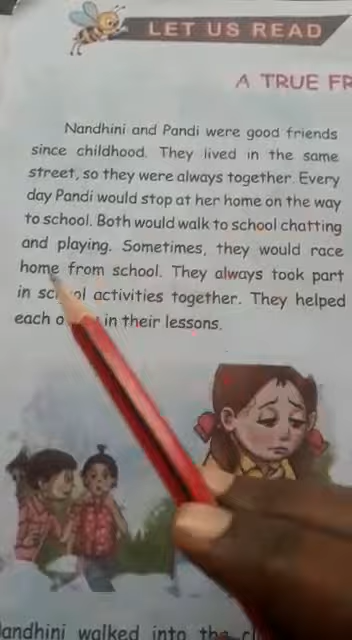 LET US READ
A TRUE FR
Nandhini and Pandi were good friends
since childhood. They lived in the same
street, so they were always together. Every
day Pandi would stop at her home on the way
to school. Both would walk to school chatting
and playing. Sometimes, they would race
home from school. They always took part
in activities together. They helped
each in their lessons.
andhini walked into the